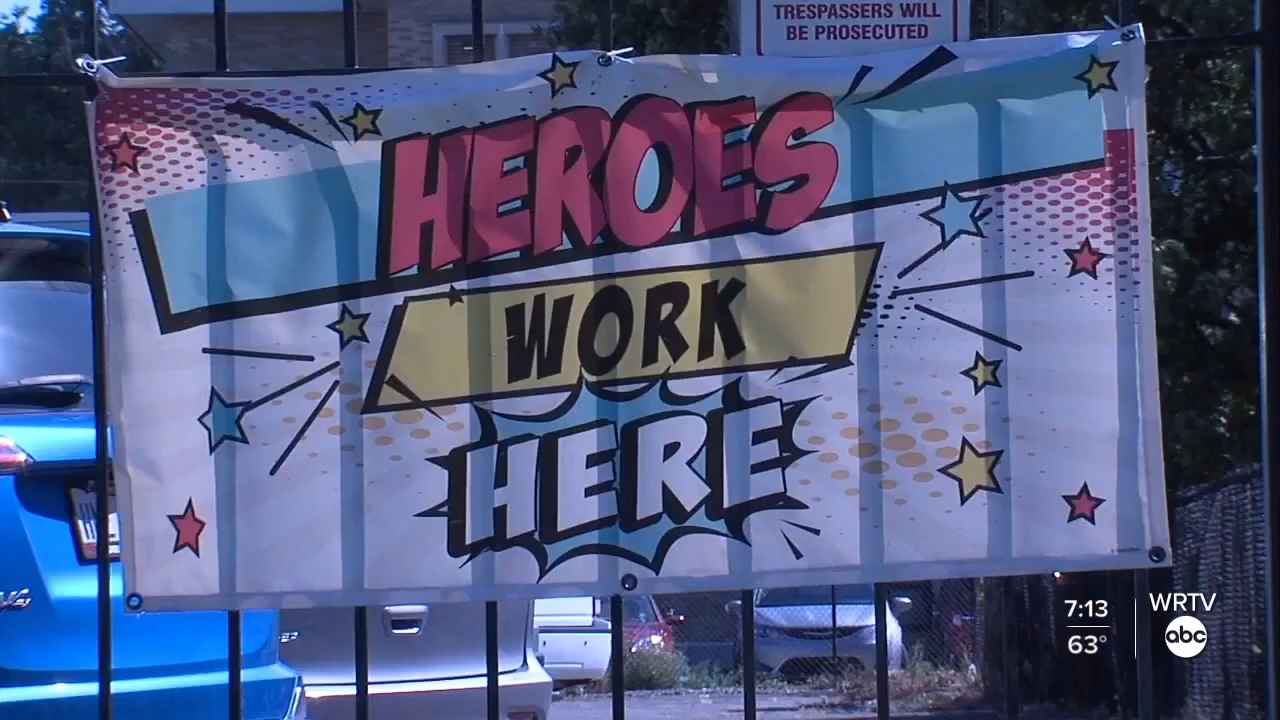 TRESPASSERS WILL
BE PROSECUTED
HEROES
WORK
HERE
7:13
63°
WRTV
abc